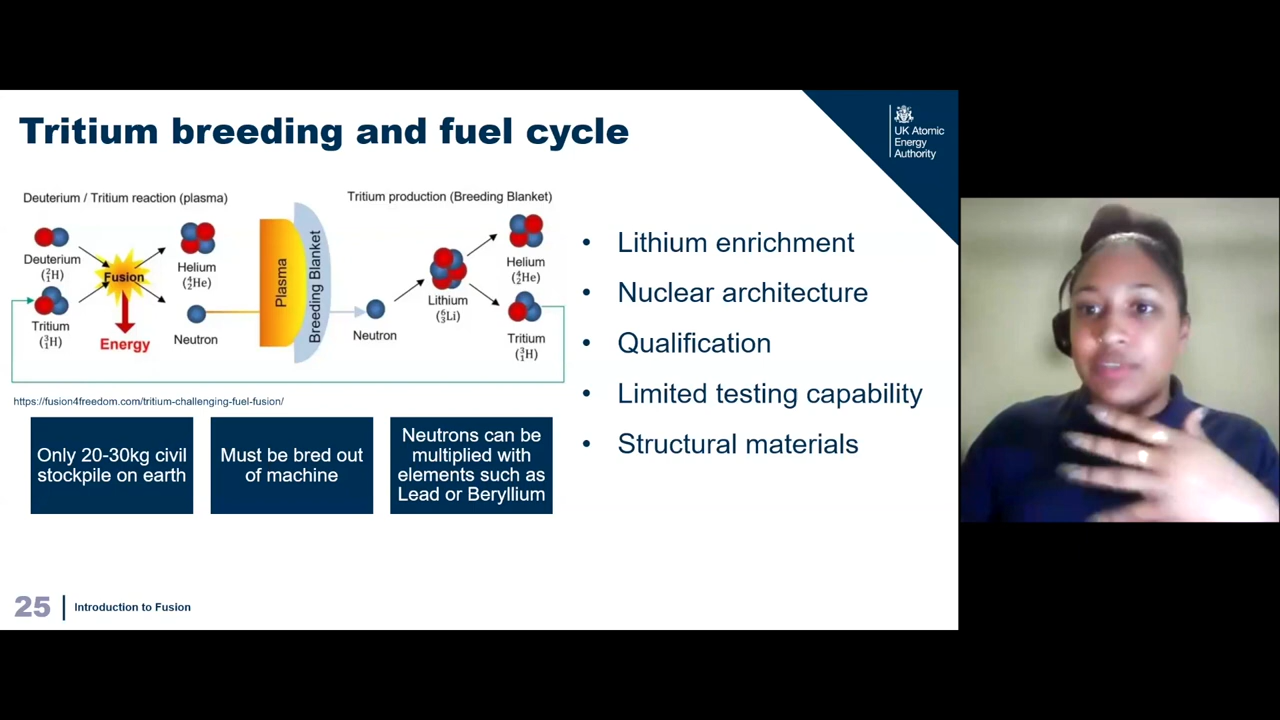 Tritium breeding and fuel cycle
UK Atomic
Energy
Authority
Deuterium / Tritium reaction (plasma)
Tritium production (Breeding Blanket)
Deuterium
(²₁H)
Fusion
Helium
(⁴₂He)
Tritium
(³₁H)
Energy
Neutron
Plasma
Breeding Blanket
Neutron
Lithium
(⁶₃Li)
Helium
(⁴₂He)
Tritium
(³₁H)
https://fusion4freedom.com/tritium-challenging-fuel-fusion/
Only 20-30kg civil
stockpile on earth
Must be bred out
of machine
Neutrons can be
multiplied with
elements such as
Lead or Beryllium
• Lithium enrichment
• Nuclear architecture
• Qualification
• Limited testing capability
• Structural materials
25
Introduction to Fusion